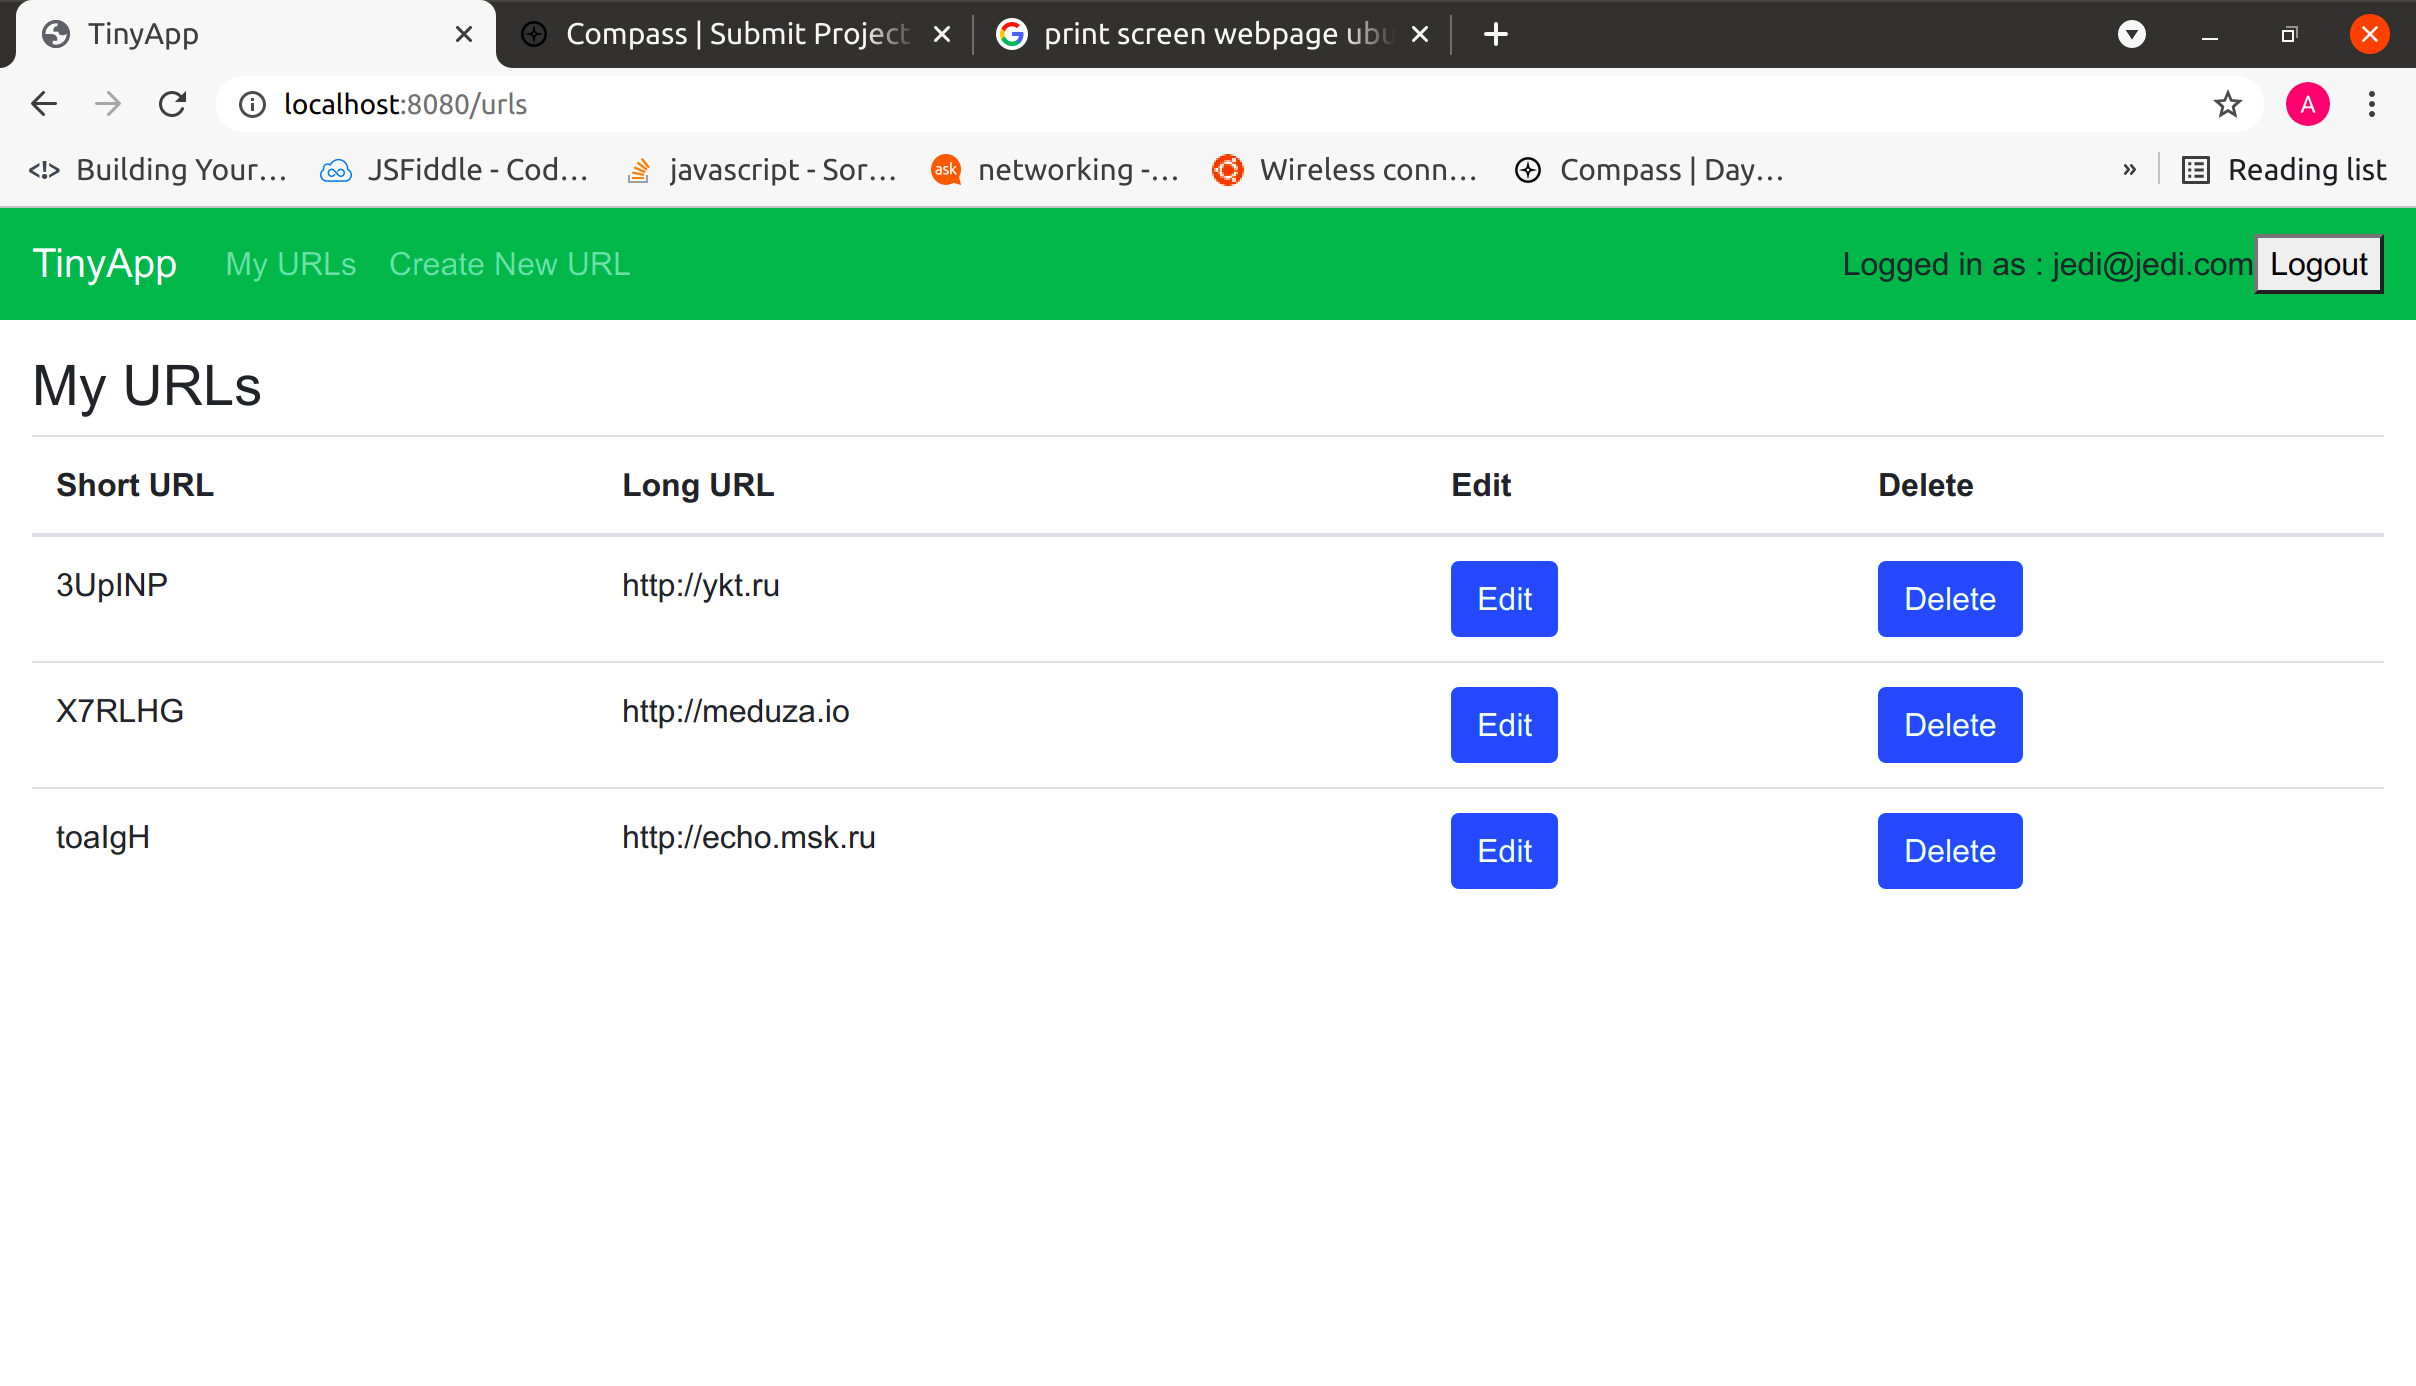 TinyApp Compass | Submit Project print screen webpage ubu
localhost:8080/urls A
Building Your... JSFiddle - Cod... javascript - Sor... ask networking -... Wireless conn... Compass | Day... » Reading list
TinyApp My URLs Create New URL Logged in as : jedi@jedi.com Logout
My URLs
Short URL Long URL Edit Delete
3UpINP http://ykt.ru Edit Delete
X7RLHG http://meduza.io Edit Delete
toaIgH http://echo.msk.ru Edit Delete